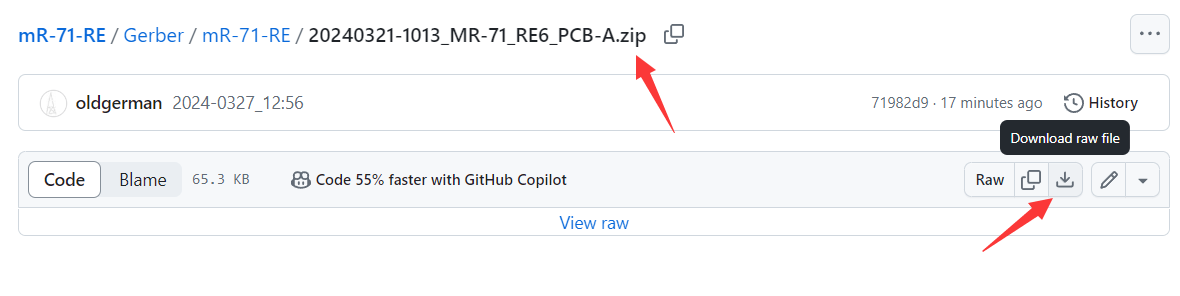 mR-71-RE / Gerber / mR-71-RE / 20240321-1013_MR-71_RE6_PCB-A.zip
oldgerman 2024-0327_12:56 71982d9 · 17 minutes ago History
Download raw file
Code Blame 65.3 KB Code 55% faster with GitHub Copilot Raw
View raw